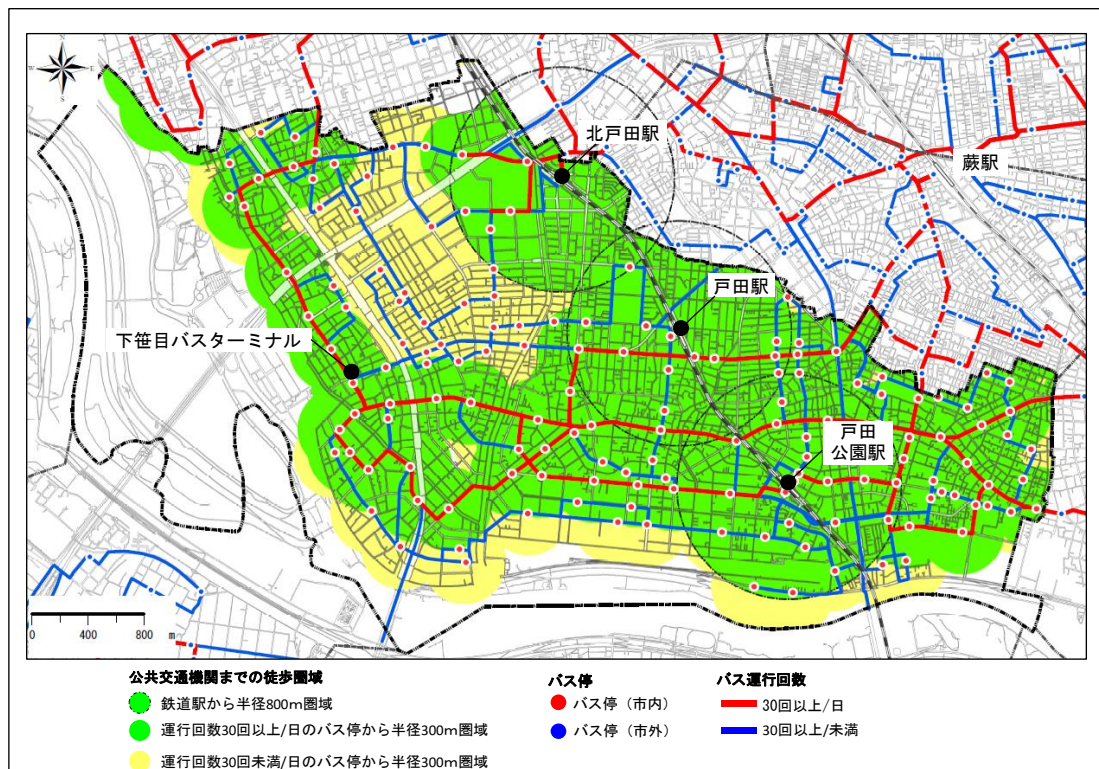 N
W
E
S
北戸田駅
蕨駅
戸田駅
下笹目バスターミナル
戸田
公園駅
0 400 800 m
公共交通機関までの徒歩圏域
鉄道駅から半径800m圏域
運行回数30回以上/日のバス停から半径300m圏域
運行回数30回未満/日のバス停から半径300m圏域
バス停
バス停（市内）
バス停（市外）
バス運行回数
30回以上/日
30回以上/未満